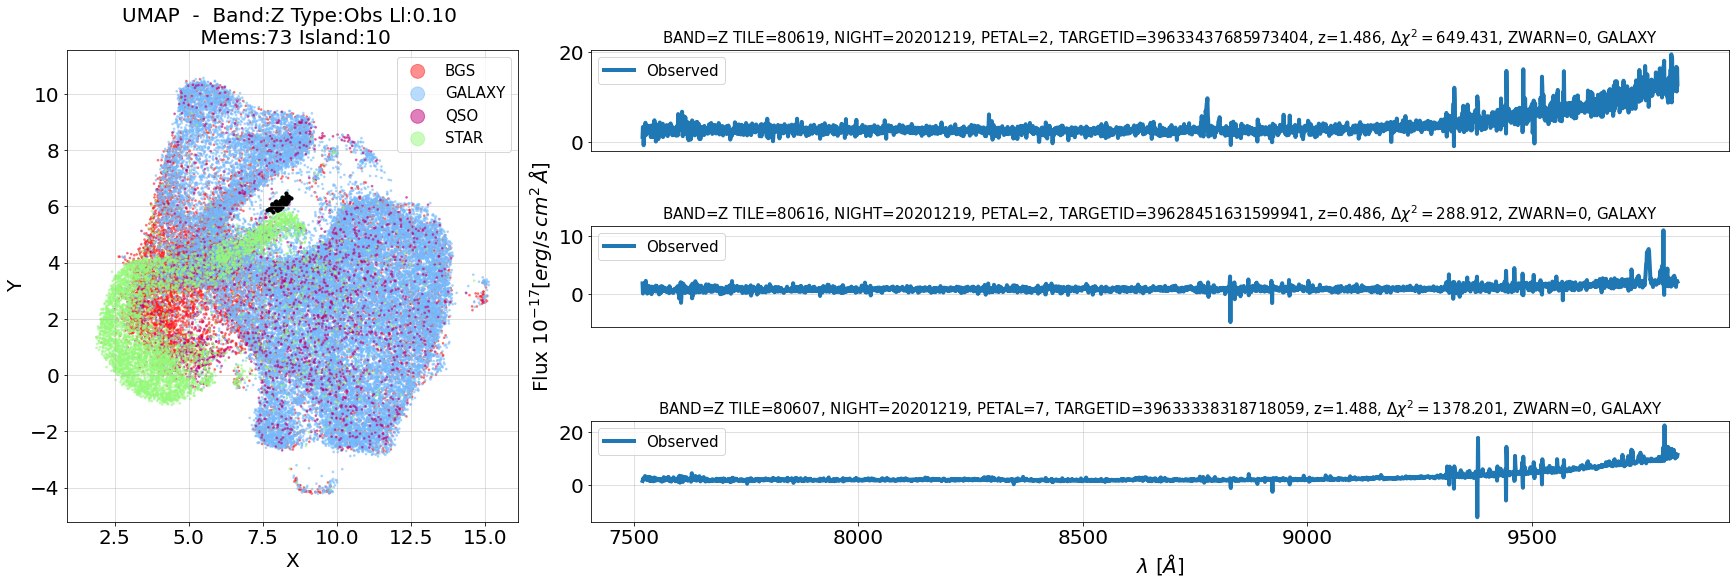 UMAP  -  Band:Z Type:Obs Ll:0.10
Mems:73 Island:10
BGS
GALAXY
QSO
STAR
10
8
6
4
2
0
−2
−4
Y
2.5 5.0 7.5 10.0 12.5 15.0
X
Flux 10⁻¹⁷[erg/s cm² Å]
BAND=Z TILE=80619, NIGHT=20201219, PETAL=2, TARGETID=39633437685973404, z=1.486, Δχ² = 649.431, ZWARN=0, GALAXY
Observed
20
0
BAND=Z TILE=80616, NIGHT=20201219, PETAL=2, TARGETID=39628451631599941, z=0.486, Δχ² = 288.912, ZWARN=0, GALAXY
Observed
10
0
BAND=Z TILE=80607, NIGHT=20201219, PETAL=7, TARGETID=39633338318718059, z=1.488, Δχ² = 1378.201, ZWARN=0, GALAXY
Observed
20
0
7500 8000 8500 9000 9500
λ [Å]